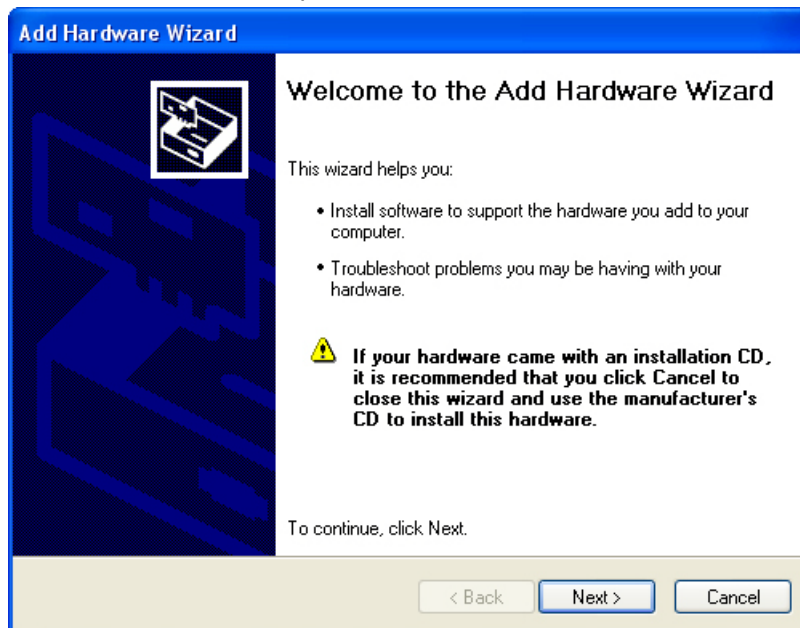 Add Hardware Wizard
Welcome to the Add Hardware Wizard
This wizard helps you:
• Install software to support the hardware you add to your
computer.
• Troubleshoot problems you may be having with your
hardware.
If your hardware came with an installation CD,
it is recommended that you click Cancel to
close this wizard and use the manufacturer's
CD to install this hardware.
To continue, click Next.
< Back Next > Cancel